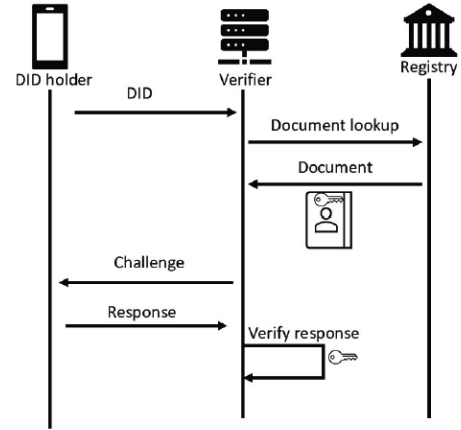 DID holder
Verifier
Registry
DID
Document lookup
Document
Challenge
Response
Verify response